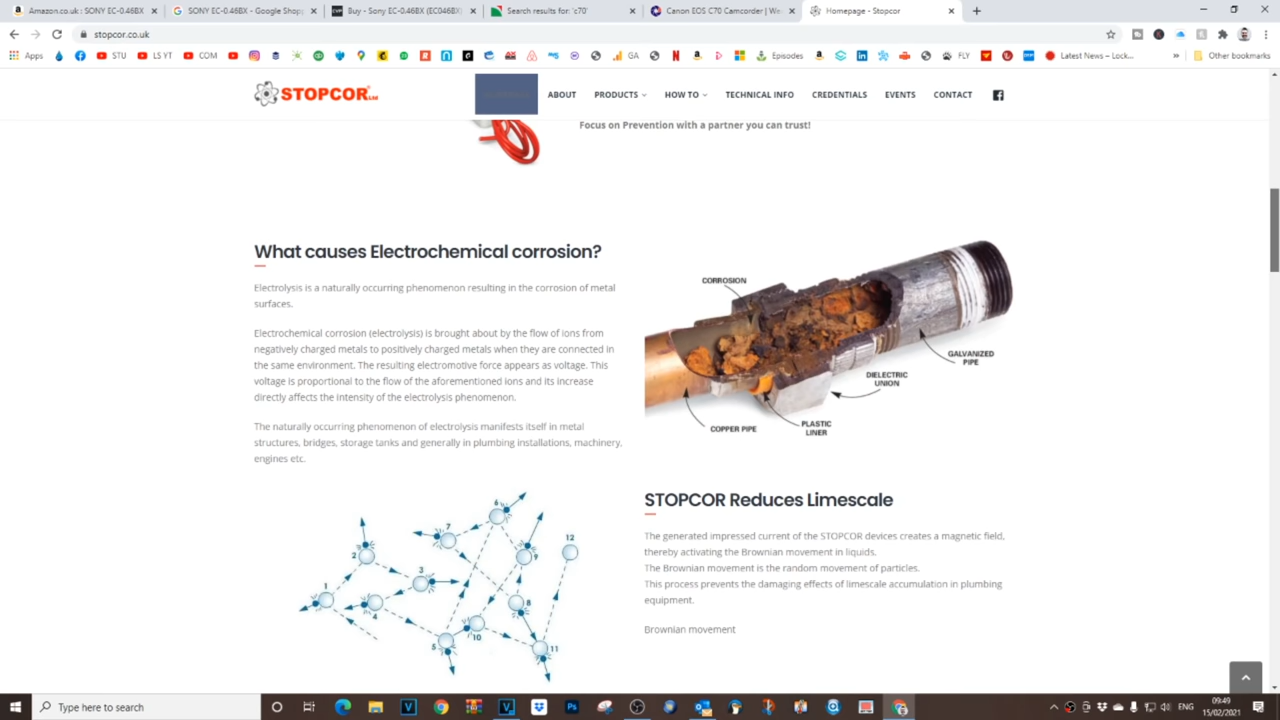 Amazon.co.uk : SONY EC-0.46BX
SONY EC-0.46BX - Google Shopp
Buy - Sony EC-0,46BX (EC046BX)
Search results for: 'c70'
Canon EOS C70 Camcorder | We
Homepage - Stopcor
stopcor.co.uk
Apps
STU
LS YT
COM
GA
Episodes
FLY
Latest News – Lock...
Other bookmarks
STOPCOR Ltd
ABOUT
PRODUCTS
HOW TO
TECHNICAL INFO
CREDENTIALS
EVENTS
CONTACT
Focus on Prevention with a partner you can trust!
What causes Electrochemical corrosion?
Electrolysis is a naturally occurring phenomenon resulting in the corrosion of metal
surfaces.
Electrochemical corrosion (electrolysis) is brought about by the flow of ions from
negatively charged metals to positively charged metals when they are connected in
the same environment. The resulting electromotive force appears as voltage. This
voltage is proportional to the flow of the aforementioned ions and its increase
directly affects the intensity of the electrolysis phenomenon.
The naturally occurring phenomenon of electrolysis manifests itself in metal
structures, bridges, storage tanks and generally in plumbing installations, machinery,
engines etc.
CORROSION
GALVANIZED
PIPE
DIELECTRIC
UNION
PLASTIC
LINER
COPPER PIPE
1
2
3
4
5
6
7
8
9
10
11
12
STOPCOR Reduces Limescale
The generated impressed current of the STOPCOR devices creates a magnetic field,
thereby activating the Brownian movement in liquids.
The Brownian movement is the random movement of particles.
This process prevents the damaging effects of limescale accumulation in plumbing
equipment.
Brownian movement
Type here to search
ENG
09:49
15/02/2021